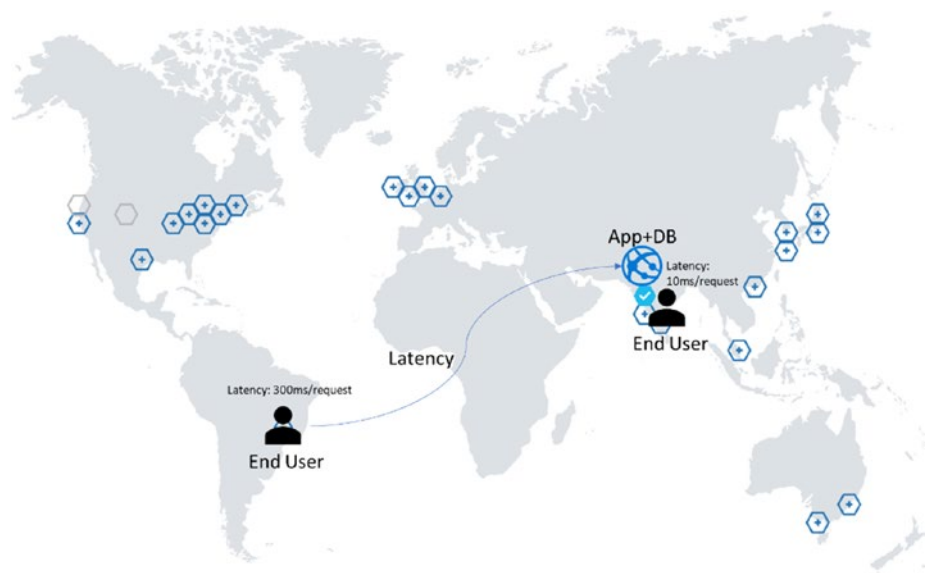 App+DB
Latency:
10ms/request
End User
Latency
Latency: 300ms/request
End User